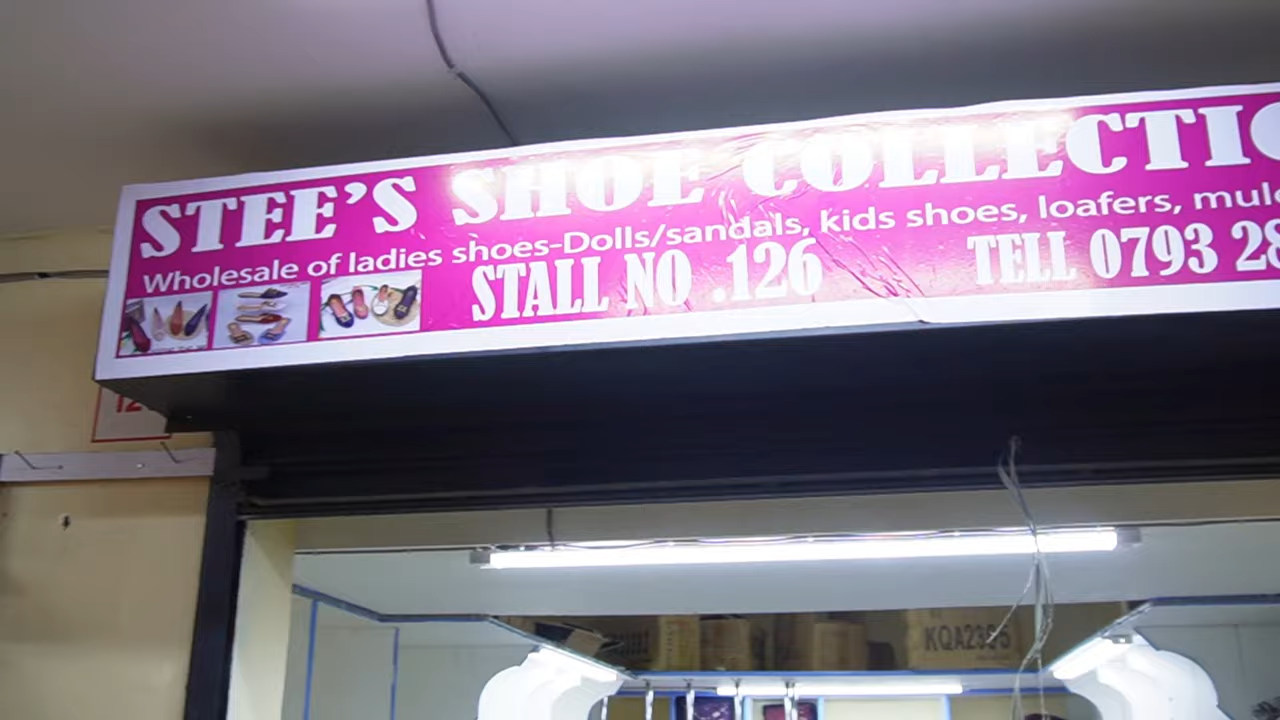 STEE'S SHOE COLLECTIO
Wholesale of ladies shoes-Dolls/sandals, kids shoes, loafers, mule
STALL NO .126 TELL 0793 28